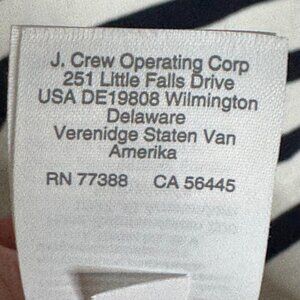 J. Crew Operating Corp
251 Little Falls Drive
USA DE19808 Wilmington
Delaware
Verenidge Staten Van
Amerika
RN 77388 CA 56445